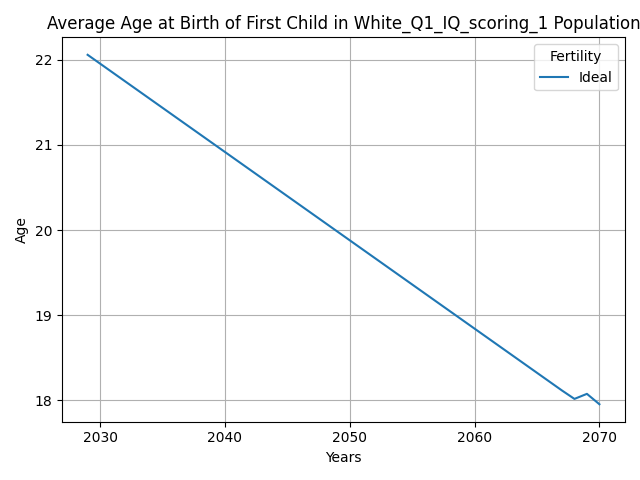 Average Age at Birth of First Child in White_Q1_IQ_scoring_1 Population
Fertility
Ideal
22
21
20
19
18
Age
2030 2040 2050 2060 2070
Years